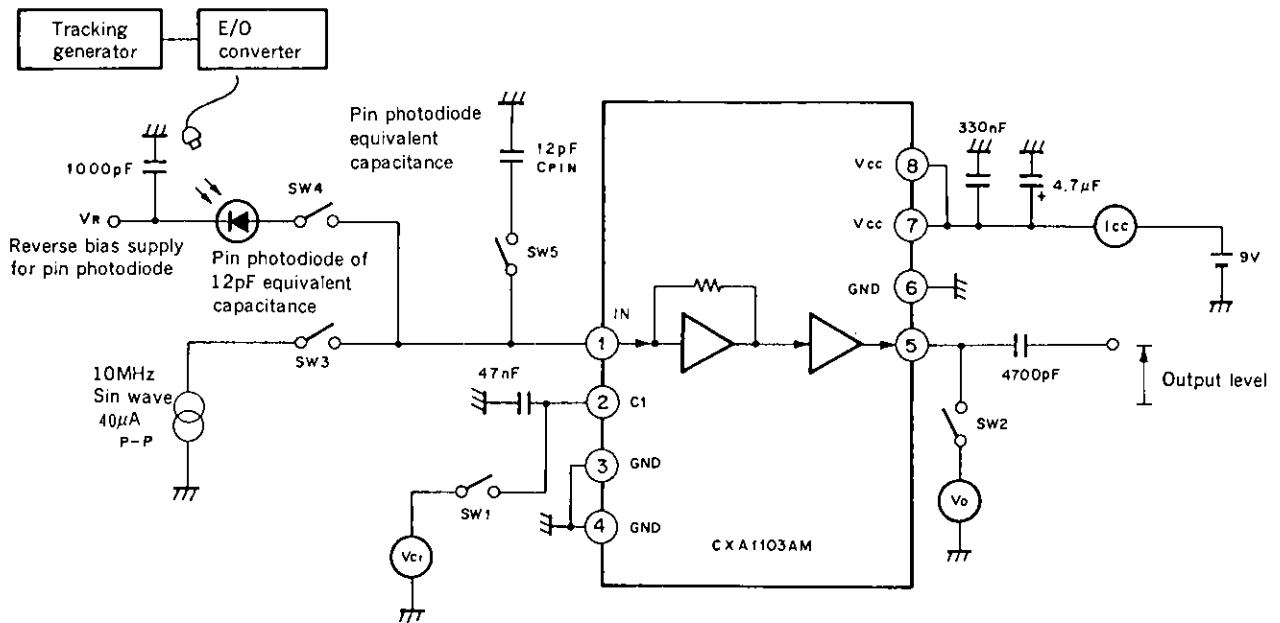 Tracking
generator
E/O
converter
1000pF
VR
Reverse bias supply
for pin photodiode
Pin photodiode of
12pF equivalent
capacitance
SW4
Pin photodiode
equivalent
capacitance
12pF
CPIN
SW5
SW3
10MHz
Sin wave
40µA
P-P
47nF
SW1
Vc1
IN
1
2
C1
3
GND
4
GND
CXA1103AM
Vcc
8
Vcc
7
GND
6
5
330nF
4.7µF
+
Icc
9V
4700pF
Output level
SW2
Vo